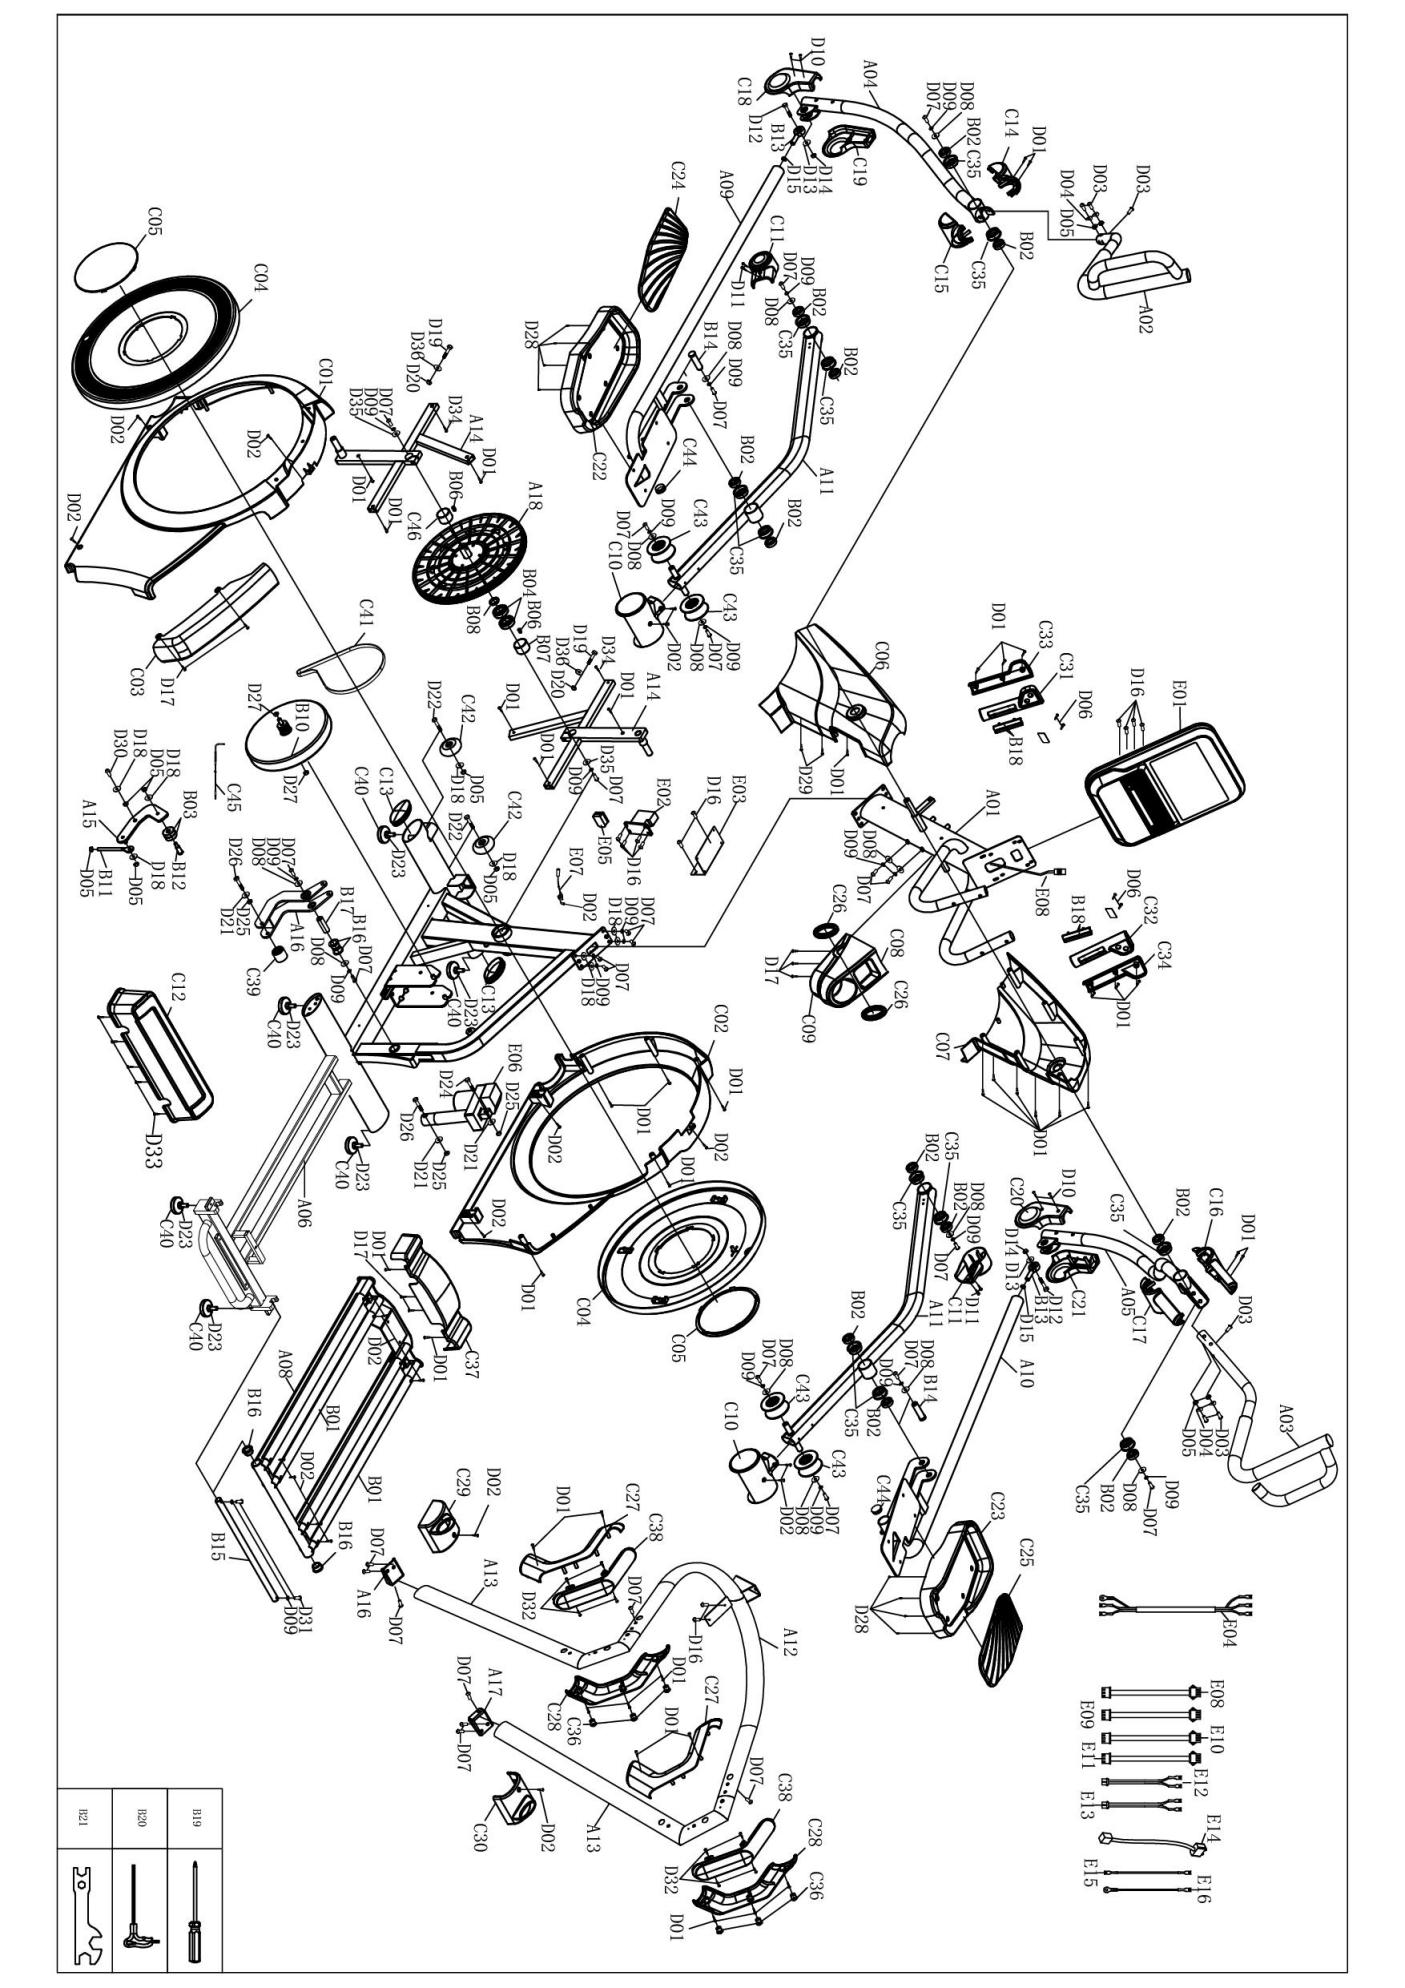 D10
C18
D12
B13
D15
D13
D14
C19
A04
D07
D09
D08
B02
C35
C14
D01
C15
C35
B02
D03
D04
D05
D03
A02
A09
C24
C11
D11
D07
D09
D08
B02
C35
B02
C35
A11
C05
C04
C01
D02
D02
D02
D28
C22
B14
D08
D09
D07
C44
B02
C35
B02
D19
D36
D20
D07
D09
D35
D34
A14
D01
D01
D01
B06
C46
A18
B08
B04
B06
B07
D09
D07
D08
C43
C10
C43
D02
D08
D07
D09
C03
D17
C41
D27
B10
D27
C45
D19
D36
D20
D34
D01
D01
D01
A14
D35
D09
D07
C06
D29
D01
D01
C33
C31
D06
B18
D16
E01
D22
C42
D05
D18
D22
C42
D18
D05
C13
C40
D23
E02
E05
D16
D16
E03
E07
D02
A01
D08
D09
D07
E08
D30
D18
D05
D18
B03
A15
D05
B11
D05
D18
B12
D26
D21
D25
D07
D09
D08
A16
B17
B16
D07
D08
D09
C39
D07
D09
D18
D07
D09
D18
C13
D23
C40
C26
D17
C08
C09
C26
D06
B18
C32
C34
D01
C07
D01
C12
D33
C40
D23
C40
D23
A06
C02
D01
D01
D02
D02
D01
D02
D01
E06
D24
D25
D26
D21
D21
D25
C04
C05
B02
C35
C35
B02
D08
D09
D07
C11
D11
A11
C20
D10
D14
D13
B13
D12
D15
C21
C35
B02
C16
D01
A05
C17
D03
A10
C40
D23
C40
D23
D01
D17
D02
D01
C37
A08
B01
D02
B01
B16
B16
B15
D31
D09
B02
C35
B02
D07
D08
D09
B14
D07
D09
D08
C43
C10
C43
D02
D08
D09
D07
C44
C23
C25
D28
A03
D05
D04
D03
C35
B02
D08
D09
D07
C29
D02
D07
A16
D07
A13
D01
C27
C38
D32
D07
D16
A12
D01
C28
C36
D07
A17
D07
C27
D01
D07
C30
D02
A13
C38
D32
C28
C36
D01
E04
E08
E09
E10
E11
E12
E13
E14
E15
E16
B21
B20
B19